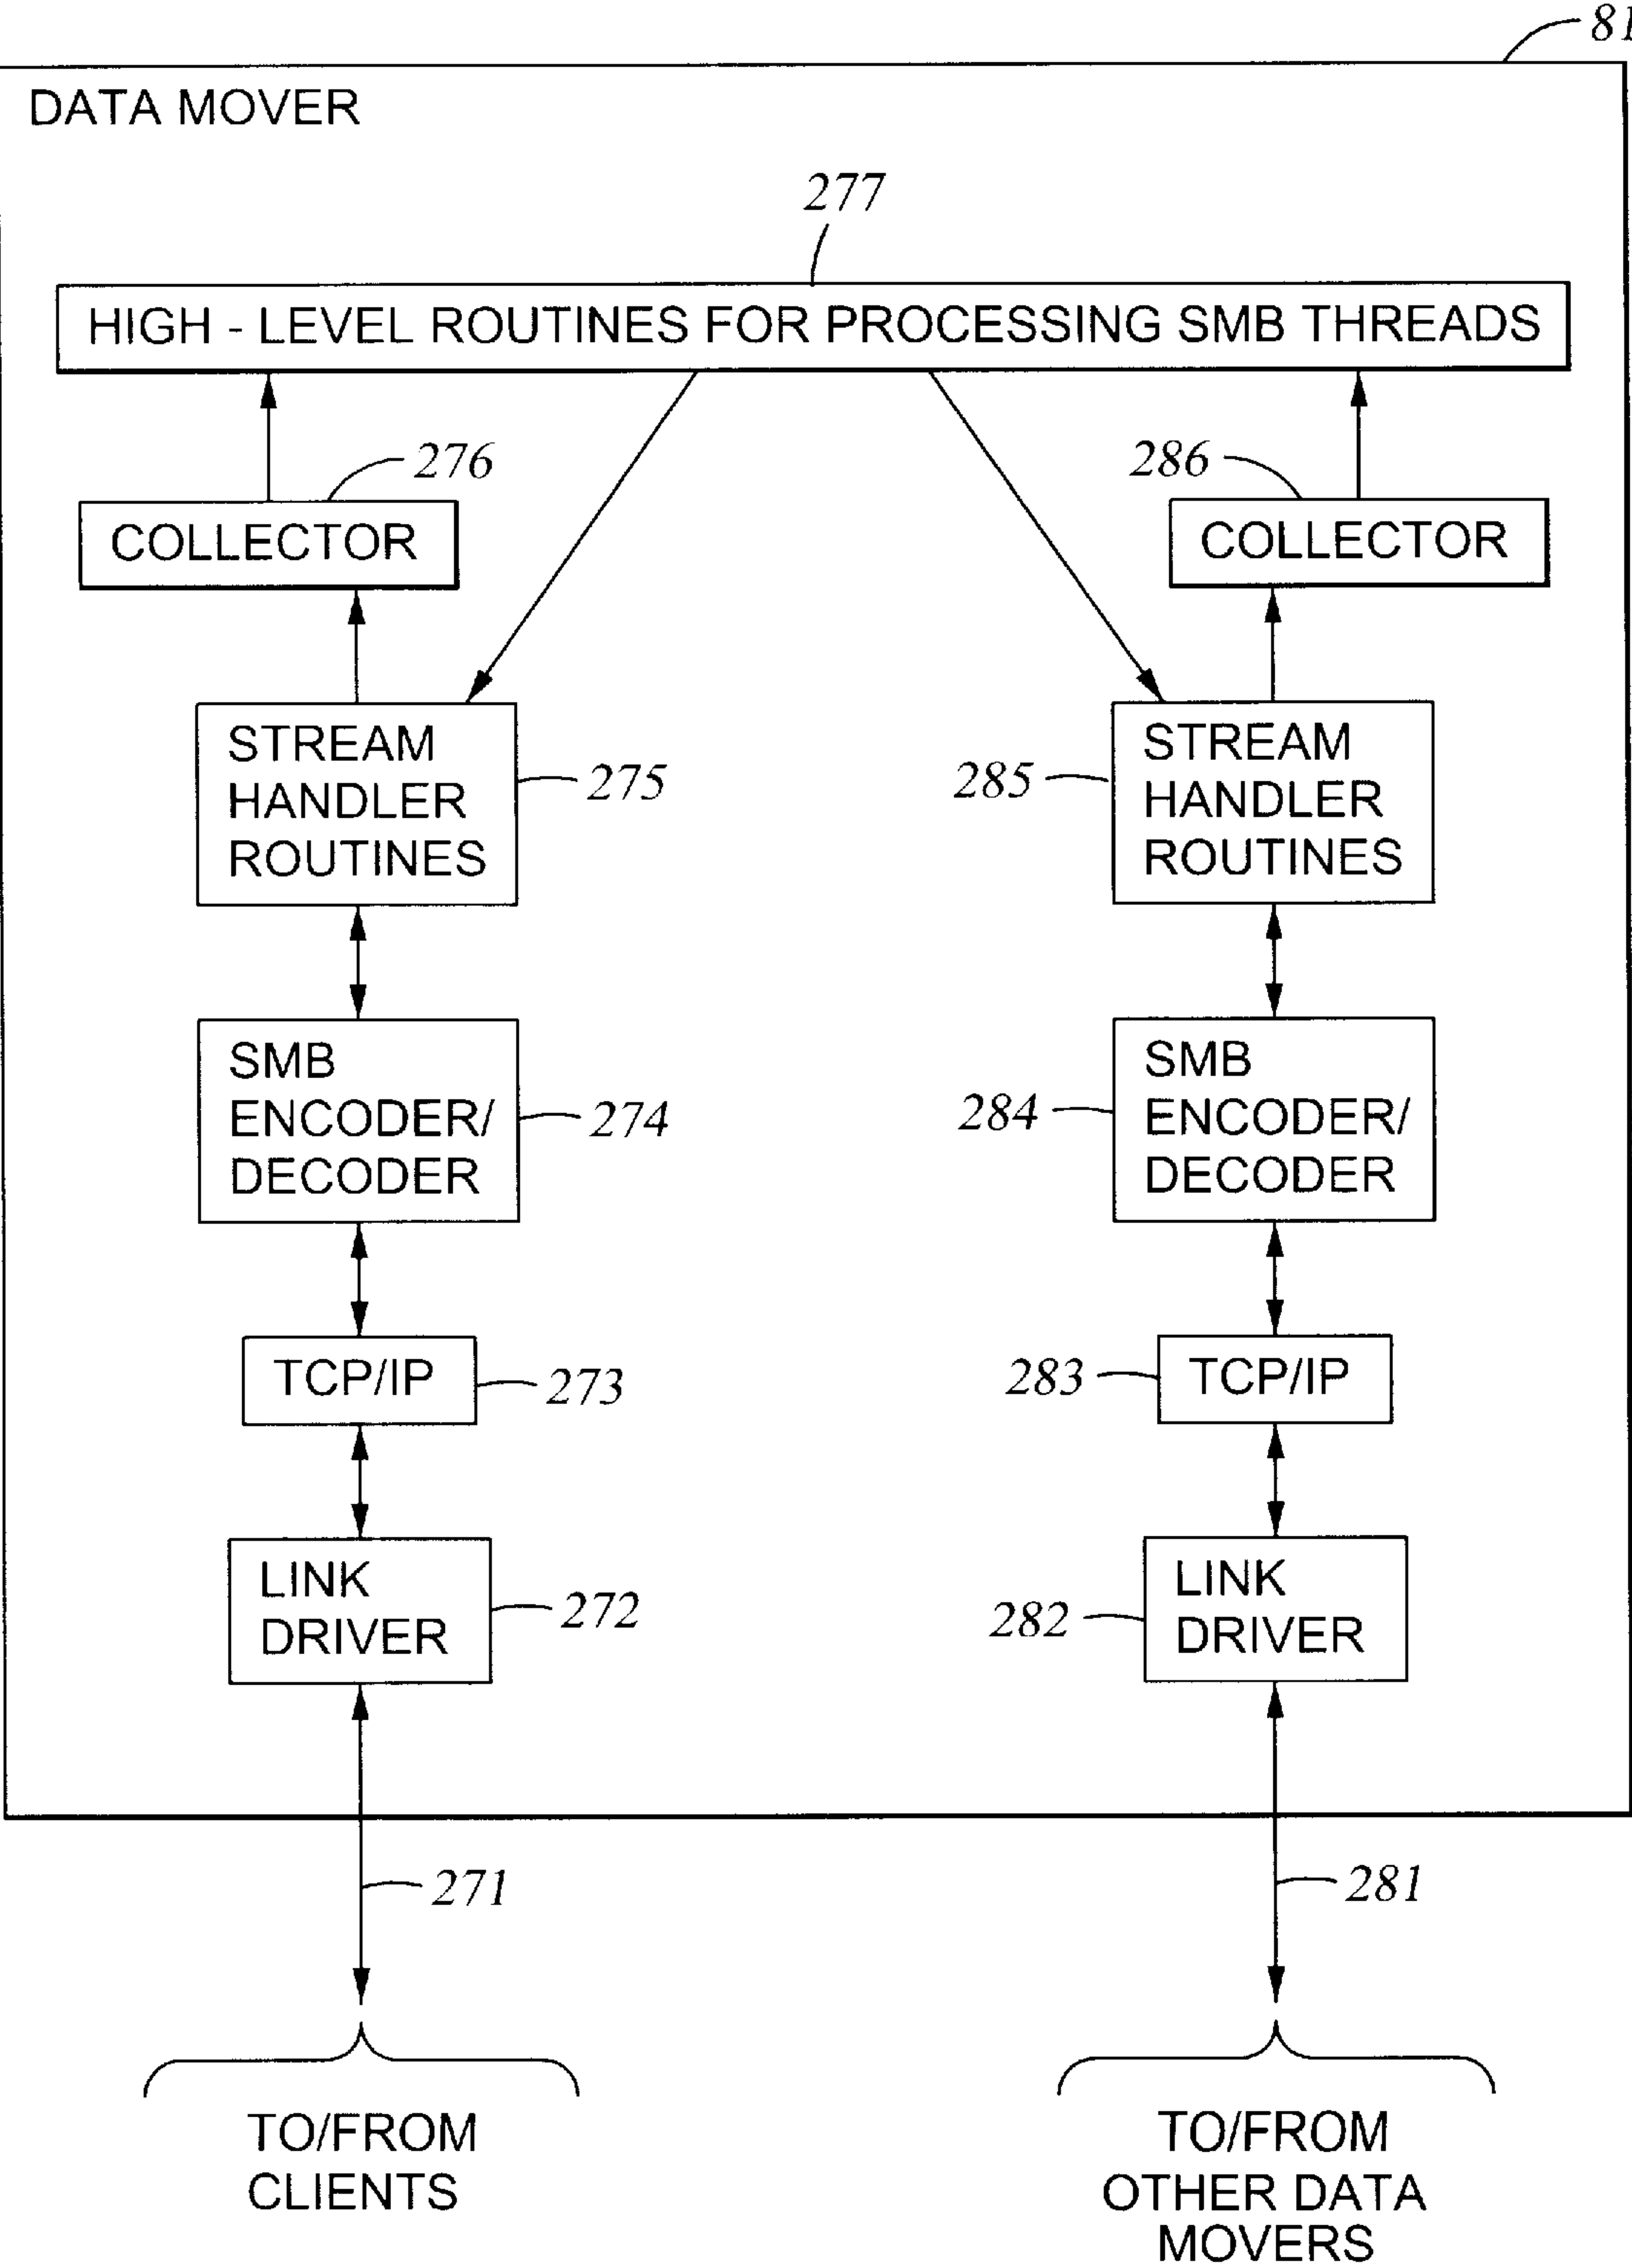 81
DATA MOVER
277
HIGH - LEVEL ROUTINES FOR PROCESSING SMB THREADS
276
286
COLLECTOR
COLLECTOR
STREAM
HANDLER
ROUTINES
275
285
STREAM
HANDLER
ROUTINES
SMB
ENCODER/
DECODER
274
284
SMB
ENCODER/
DECODER
TCP/IP
273
283
TCP/IP
LINK
DRIVER
272
282
LINK
DRIVER
271
281
TO/FROM
CLIENTS
TO/FROM
OTHER DATA
MOVERS